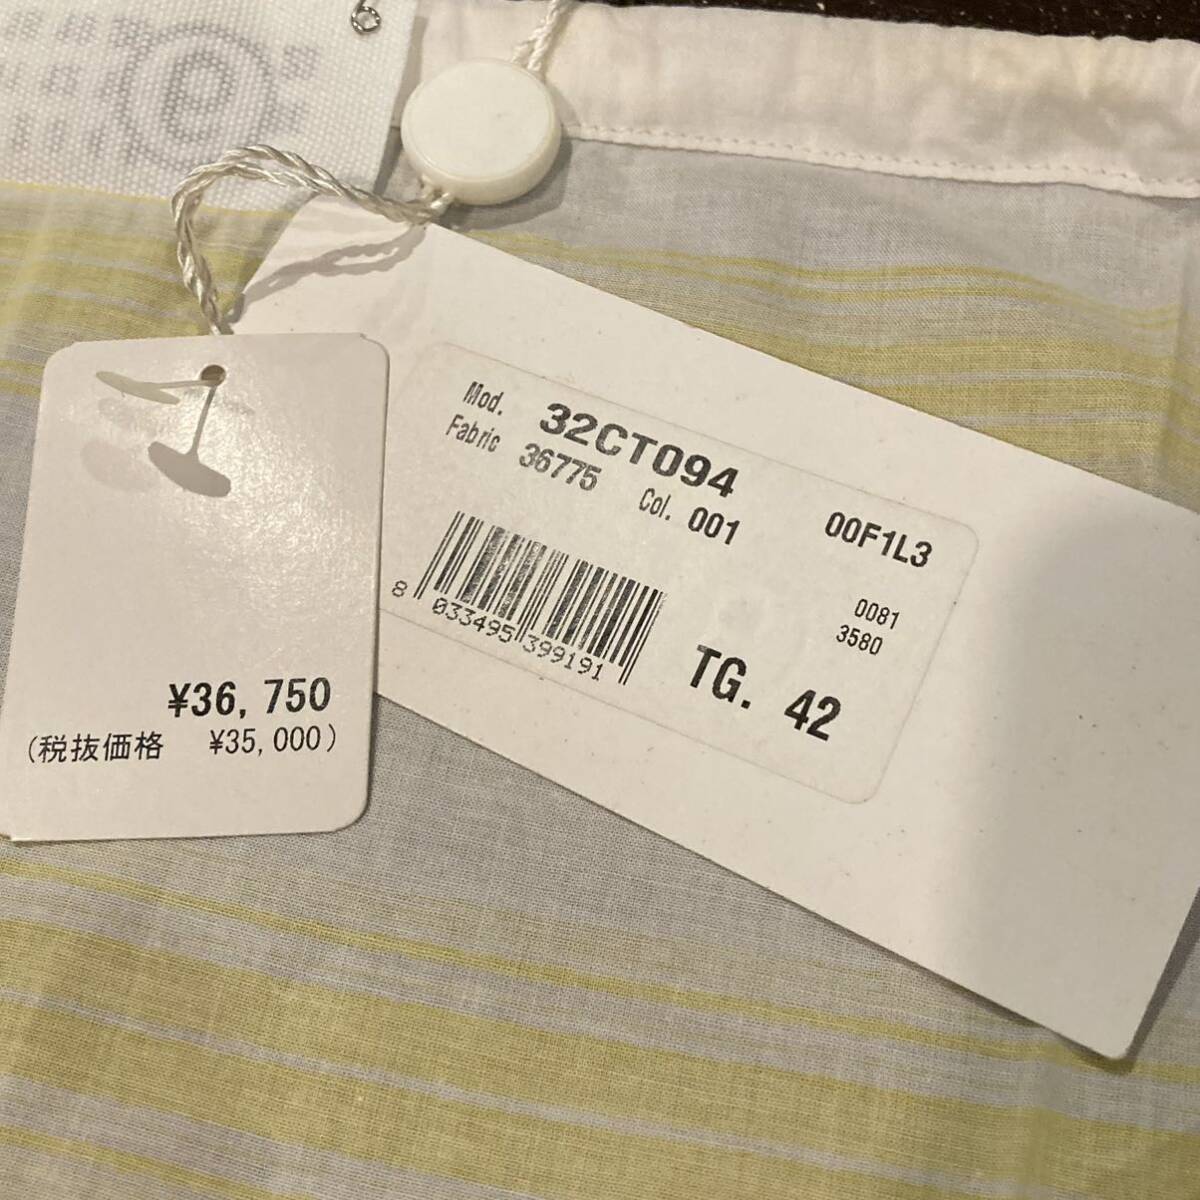 ¥36,750
(税抜価格 ¥35,000)
Mod. 32CT094
Fabric 36775 Col. 001 00F1L3
8 033495 399191
0081
3580
TG. 42
6